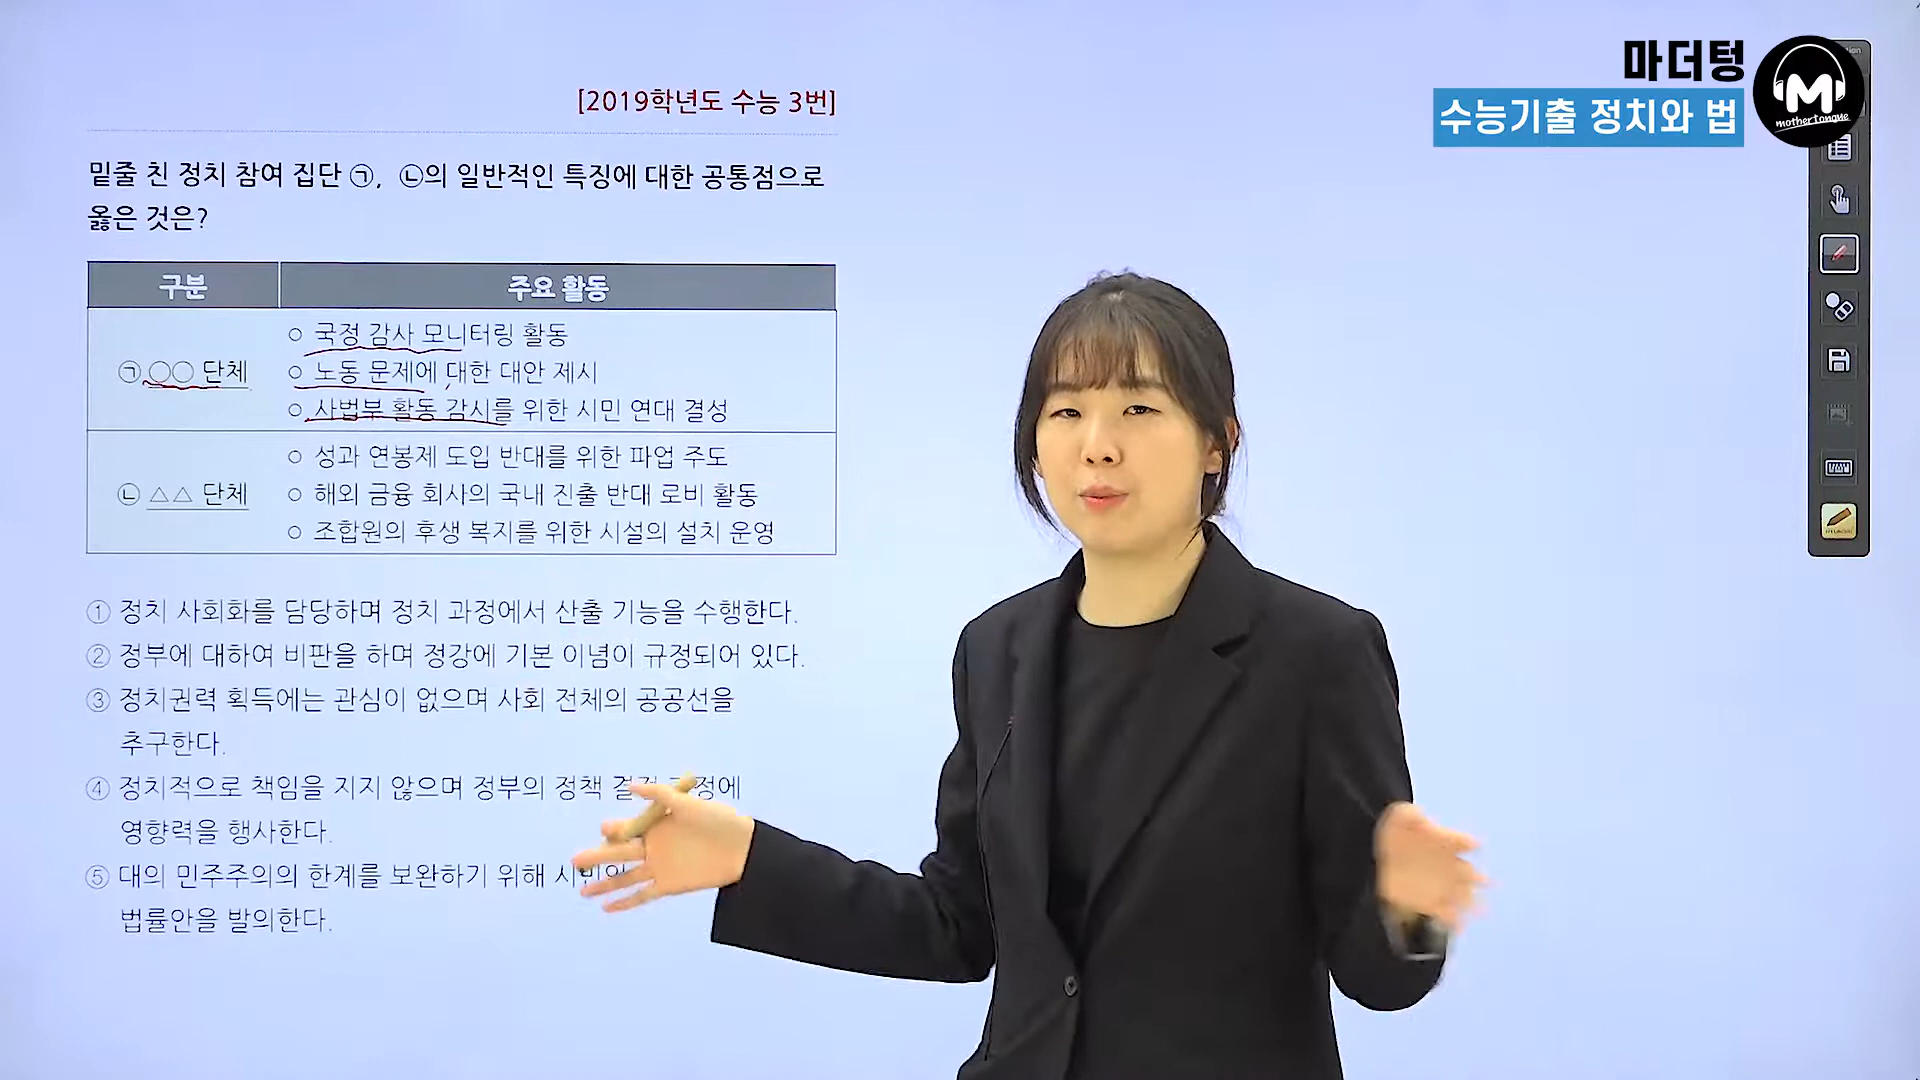 마더텅
수능기출 정치와 법
M
mothertongue
[2019학년도 수능 3번]
밑줄 친 정치 참여 집단 ㉠, ㉡의 일반적인 특징에 대한 공통점으로
옳은 것은?
구분 주요 활동
㉠ ○○ 단체
○ 국정 감사 모니터링 활동
○ 노동 문제에 대한 대안 제시
○ 사법부 활동 감시를 위한 시민 연대 결성
㉡ △△ 단체
○ 성과 연봉제 도입 반대를 위한 파업 주도
○ 해외 금융 회사의 국내 진출 반대 로비 활동
○ 조합원의 후생 복지를 위한 시설의 설치 운영
① 정치 사회화를 담당하며 정치 과정에서 산출 기능을 수행한다.
② 정부에 대하여 비판을 하며 정강에 기본 이념이 규정되어 있다.
③ 정치권력 획득에는 관심이 없으며 사회 전체의 공공선을
추구한다.
④ 정치적으로 책임을 지지 않으며 정부의 정책
영향력을 행사한다.
⑤ 대의 민주주의의 한계를 보완하기 위해
법률안을 발의한다.